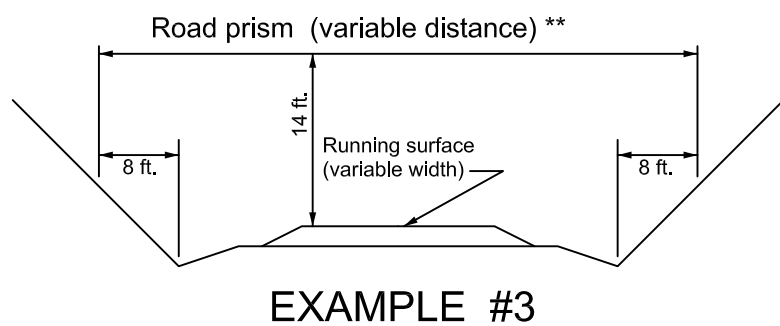 Road prism (variable distance) **
14 ft.
Running surface
(variable width)
8 ft.
8 ft.
EXAMPLE #3